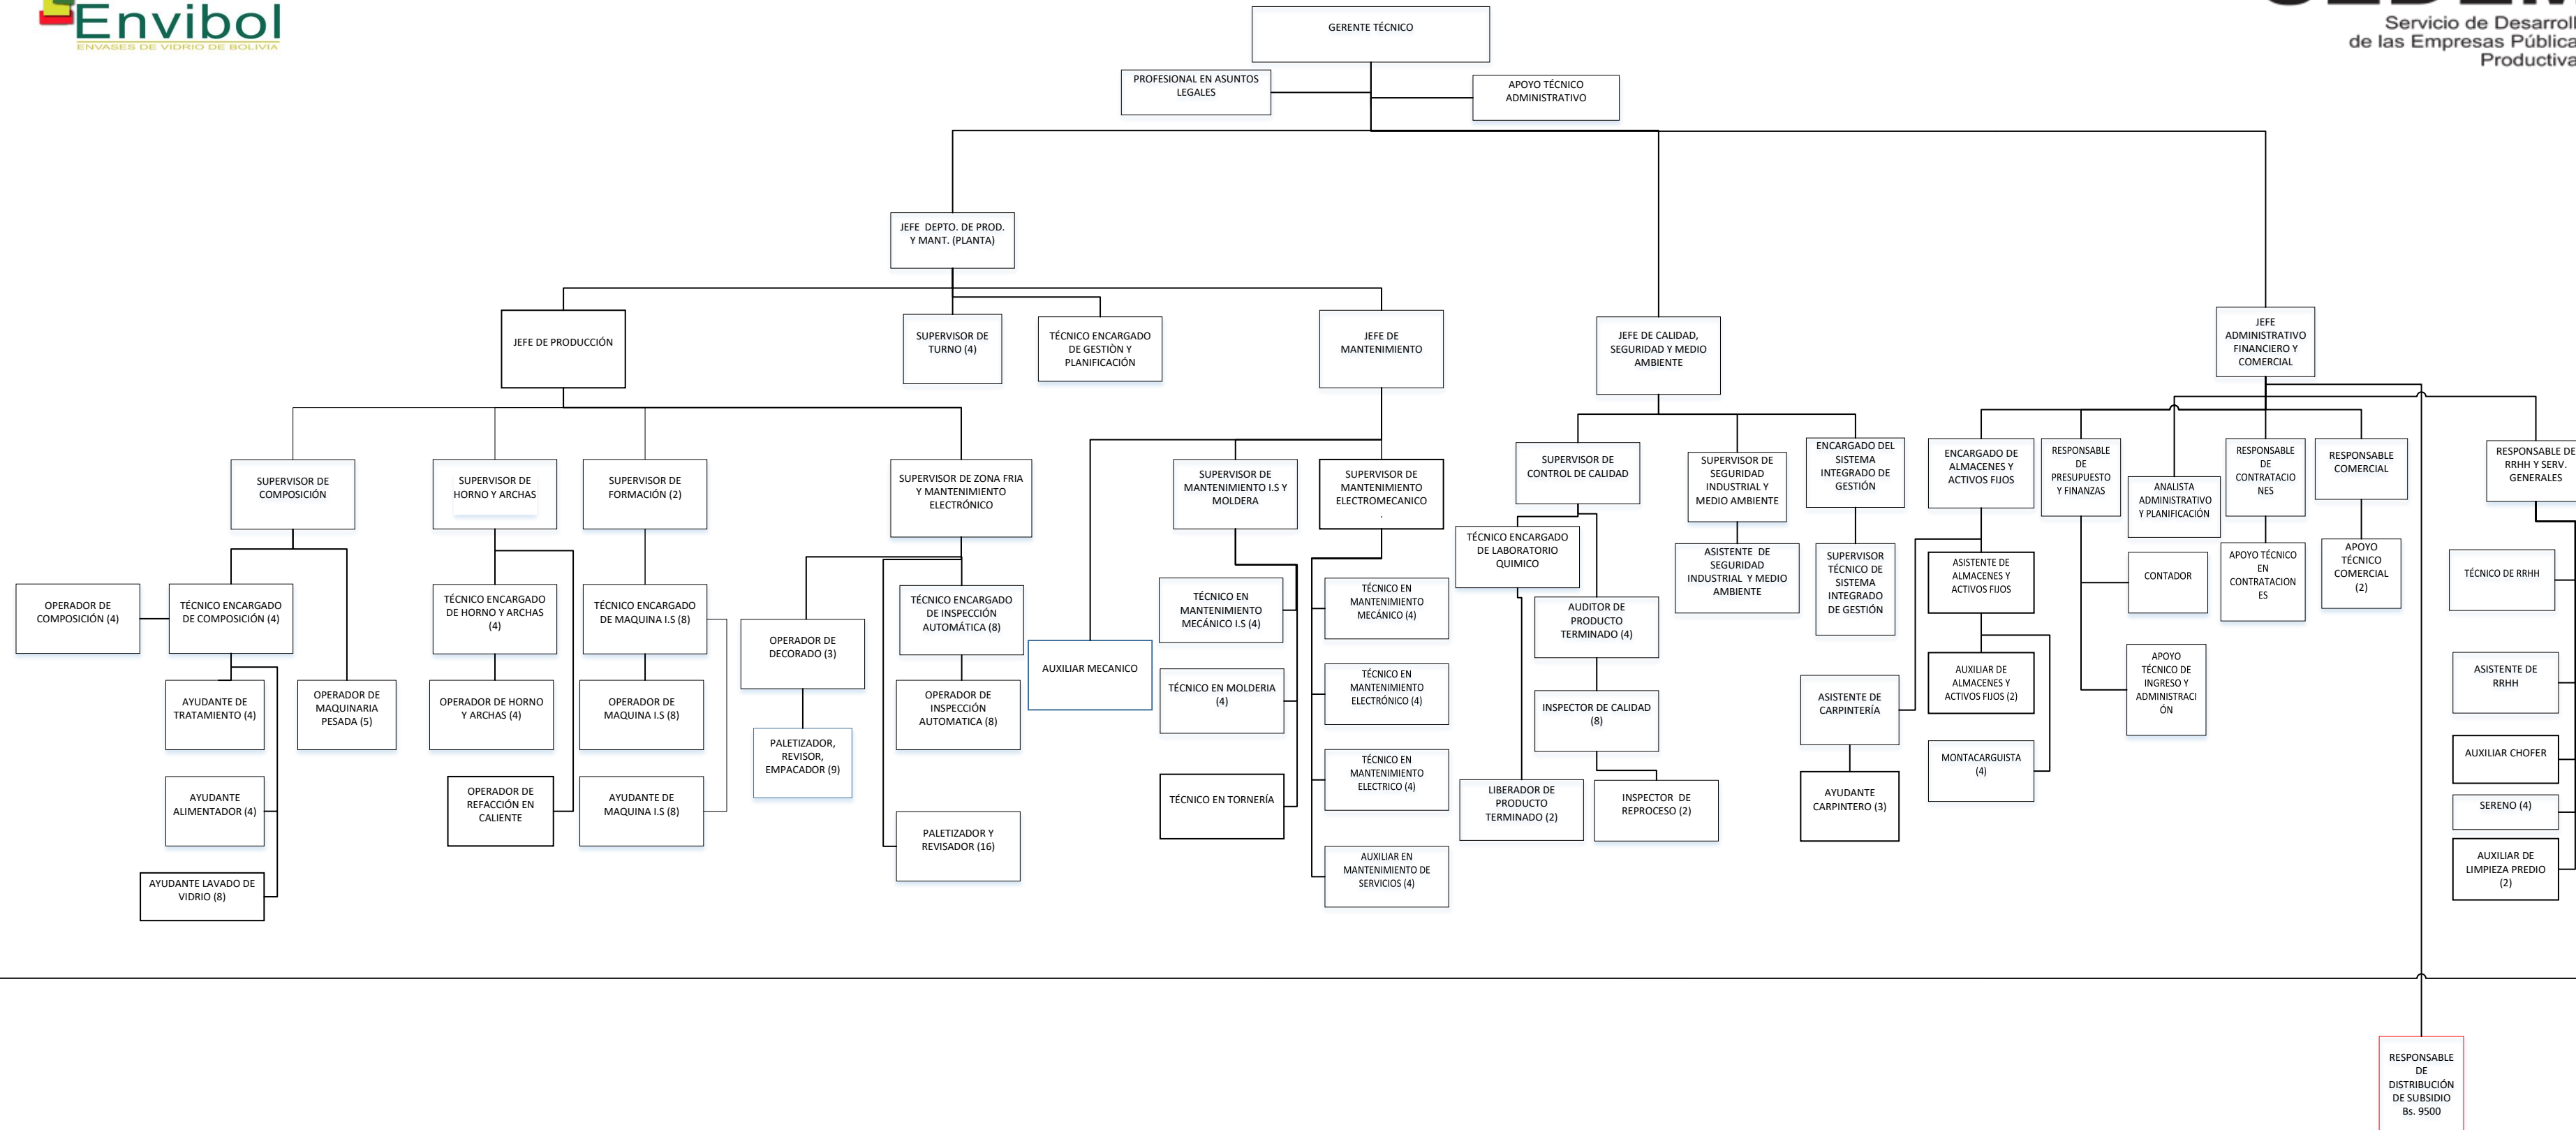 Envibol
ENVASES DE VIDRIO DE BOLIVIA
Servicio de Desarroll
de las Empresas Pública
Productiva
GERENTE TÉCNICO
PROFESIONAL EN ASUNTOS
LEGALES
APOYO TÉCNICO
ADMINISTRATIVO
JEFE DEPTO. DE PROD.
Y MANT. (PLANTA)
JEFE DE PRODUCCIÓN
SUPERVISOR DE
TURNO (4)
TÉCNICO ENCARGADO
DE GESTIÒN Y
PLANIFICACIÓN
JEFE DE
MANTENIMIENTO
JEFE DE CALIDAD,
SEGURIDAD Y MEDIO
AMBIENTE
JEFE
ADMINISTRATIVO
FINANCIERO Y
COMERCIAL
SUPERVISOR DE
COMPOSICIÓN
SUPERVISOR DE
HORNO Y ARCHAS
SUPERVISOR DE
FORMACIÓN (2)
SUPERVISOR DE ZONA FRIA
Y MANTENIMIENTO
ELECTRÓNICO
SUPERVISOR DE
MANTENIMIENTO I.S Y
MOLDERA
SUPERVISOR DE
MANTENIMIENTO
ELECTROMECANICO
.
SUPERVISOR DE
CONTROL DE CALIDAD
SUPERVISOR DE
SEGURIDAD
INDUSTRIAL Y
MEDIO AMBIENTE
ENCARGADO DEL
SISTEMA
INTEGRADO DE
GESTIÓN
ENCARGADO DE
ALMACENES Y
ACTIVOS FIJOS
RESPONSABLE
DE
PRESUPUESTO
Y FINANZAS
ANALISTA
ADMINISTRATIVO
Y PLANIFICACIÓN
RESPONSABLE
DE
CONTRATACIO
NES
RESPONSABLE
COMERCIAL
RESPONSABLE DE
RRHH Y SERV.
GENERALES
OPERADOR DE
COMPOSICIÓN (4)
TÉCNICO ENCARGADO
DE COMPOSICIÓN (4)
AYUDANTE DE
TRATAMIENTO (4)
OPERADOR DE
MAQUINARIA
PESADA (5)
AYUDANTE
ALIMENTADOR (4)
AYUDANTE LAVADO DE
VIDRIO (8)
TÉCNICO ENCARGADO
DE HORNO Y ARCHAS
(4)
OPERADOR DE HORNO
Y ARCHAS (4)
OPERADOR DE
REFACCIÓN EN
CALIENTE
TÉCNICO ENCARGADO
DE MAQUINA I.S (8)
OPERADOR DE
MAQUINA I.S (8)
AYUDANTE DE
MAQUINA I.S (8)
OPERADOR DE
DECORADO (3)
PALETIZADOR,
REVISOR,
EMPACADOR (9)
TÉCNICO ENCARGADO
DE INSPECCIÓN
AUTOMÁTICA (8)
OPERADOR DE
INSPECCIÓN
AUTOMATICA (8)
PALETIZADOR Y
REVISADOR (16)
AUXILIAR MECANICO
TÉCNICO EN
MANTENIMIENTO
MECÁNICO I.S (4)
TÉCNICO EN MOLDERIA
(4)
TÉCNICO EN TORNERÍA
TÉCNICO EN
MANTENIMIENTO
MECÁNICO (4)
TÉCNICO EN
MANTENIMIENTO
ELECTRÓNICO (4)
TÉCNICO EN
MANTENIMIENTO
ELECTRICO (4)
AUXILIAR EN
MANTENIMIENTO DE
SERVICIOS (4)
TÉCNICO ENCARGADO
DE LABORATORIO
QUIMICO
AUDITOR DE
PRODUCTO
TERMINADO (4)
INSPECTOR DE CALIDAD
(8)
LIBERADOR DE
PRODUCTO
TERMINADO (2)
INSPECTOR DE
REPROCESO (2)
ASISTENTE DE
SEGURIDAD
INDUSTRIAL Y MEDIO
AMBIENTE
SUPERVISOR
TÉCNICO DE
SISTEMA
INTEGRADO
DE GESTIÓN
ASISTENTE DE
CARPINTERÍA
AYUDANTE
CARPINTERO (3)
ASISTENTE DE
ALMACENES Y
ACTIVOS FIJOS
AUXILIAR DE
ALMACENES Y
ACTIVOS FIJOS (2)
MONTACARGUISTA
(4)
CONTADOR
APOYO
TÉCNICO DE
INGRESO Y
ADMINISTRACI
ÓN
APOYO TÉCNICO
EN
CONTRATACION
ES
APOYO
TÉCNICO
COMERCIAL
(2)
TÉCNICO DE RRHH
ASISTENTE DE
RRHH
AUXILIAR CHOFER
SERENO (4)
AUXILIAR DE
LIMPIEZA PREDIO
(2)
RESPONSABLE
DE
DISTRIBUCIÓN
DE SUBSIDIO
Bs. 9500